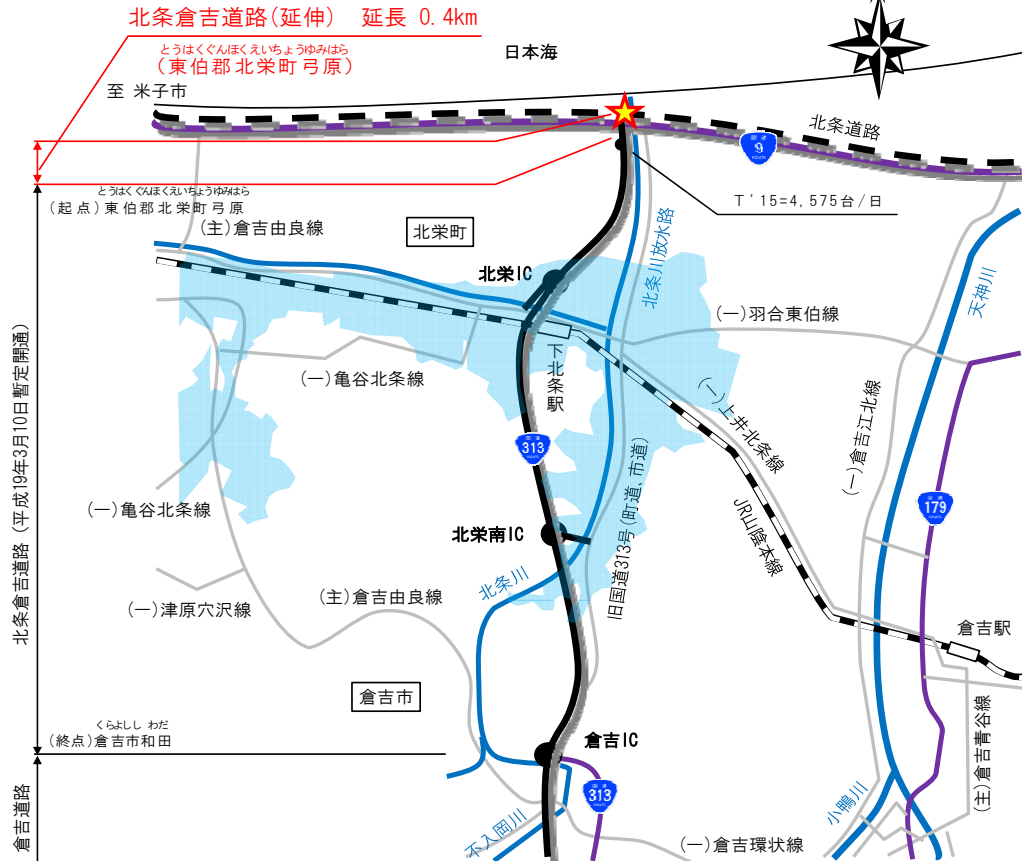 北条倉吉道路(延伸)　延長 0.4km
とうはくぐんほくえいちょうゆみはら
(東伯郡北栄町弓原)
日本海
至 米子市
北条道路
国道
9
ROUTE
とうはくぐんほくえいちょうゆみはら
(起点)東伯郡北栄町弓原
T'15=4,575台/日
(主)倉吉由良線
北栄町
北栄IC
北条川放水路
天神川
(一)羽合東伯線
下北条駅
(一)亀谷北条線
(一)上井北条線
(一)倉吉江北線
国道
313
ROUTE
北条倉吉道路(平成19年3月10日暫定開通)
旧国道313号(町道、市道)
国道
179
ROUTE
(一)亀谷北条線
北栄南IC
JR山陰本線
北条川
(一)津原穴沢線
(主)倉吉由良線
倉吉駅
倉吉市
くらよしし わだ
(終点)倉吉市和田
倉吉IC
(主)倉吉青谷線
倉吉道路
国道
313
ROUTE
小鴨川
不入岡川
(一)倉吉環状線